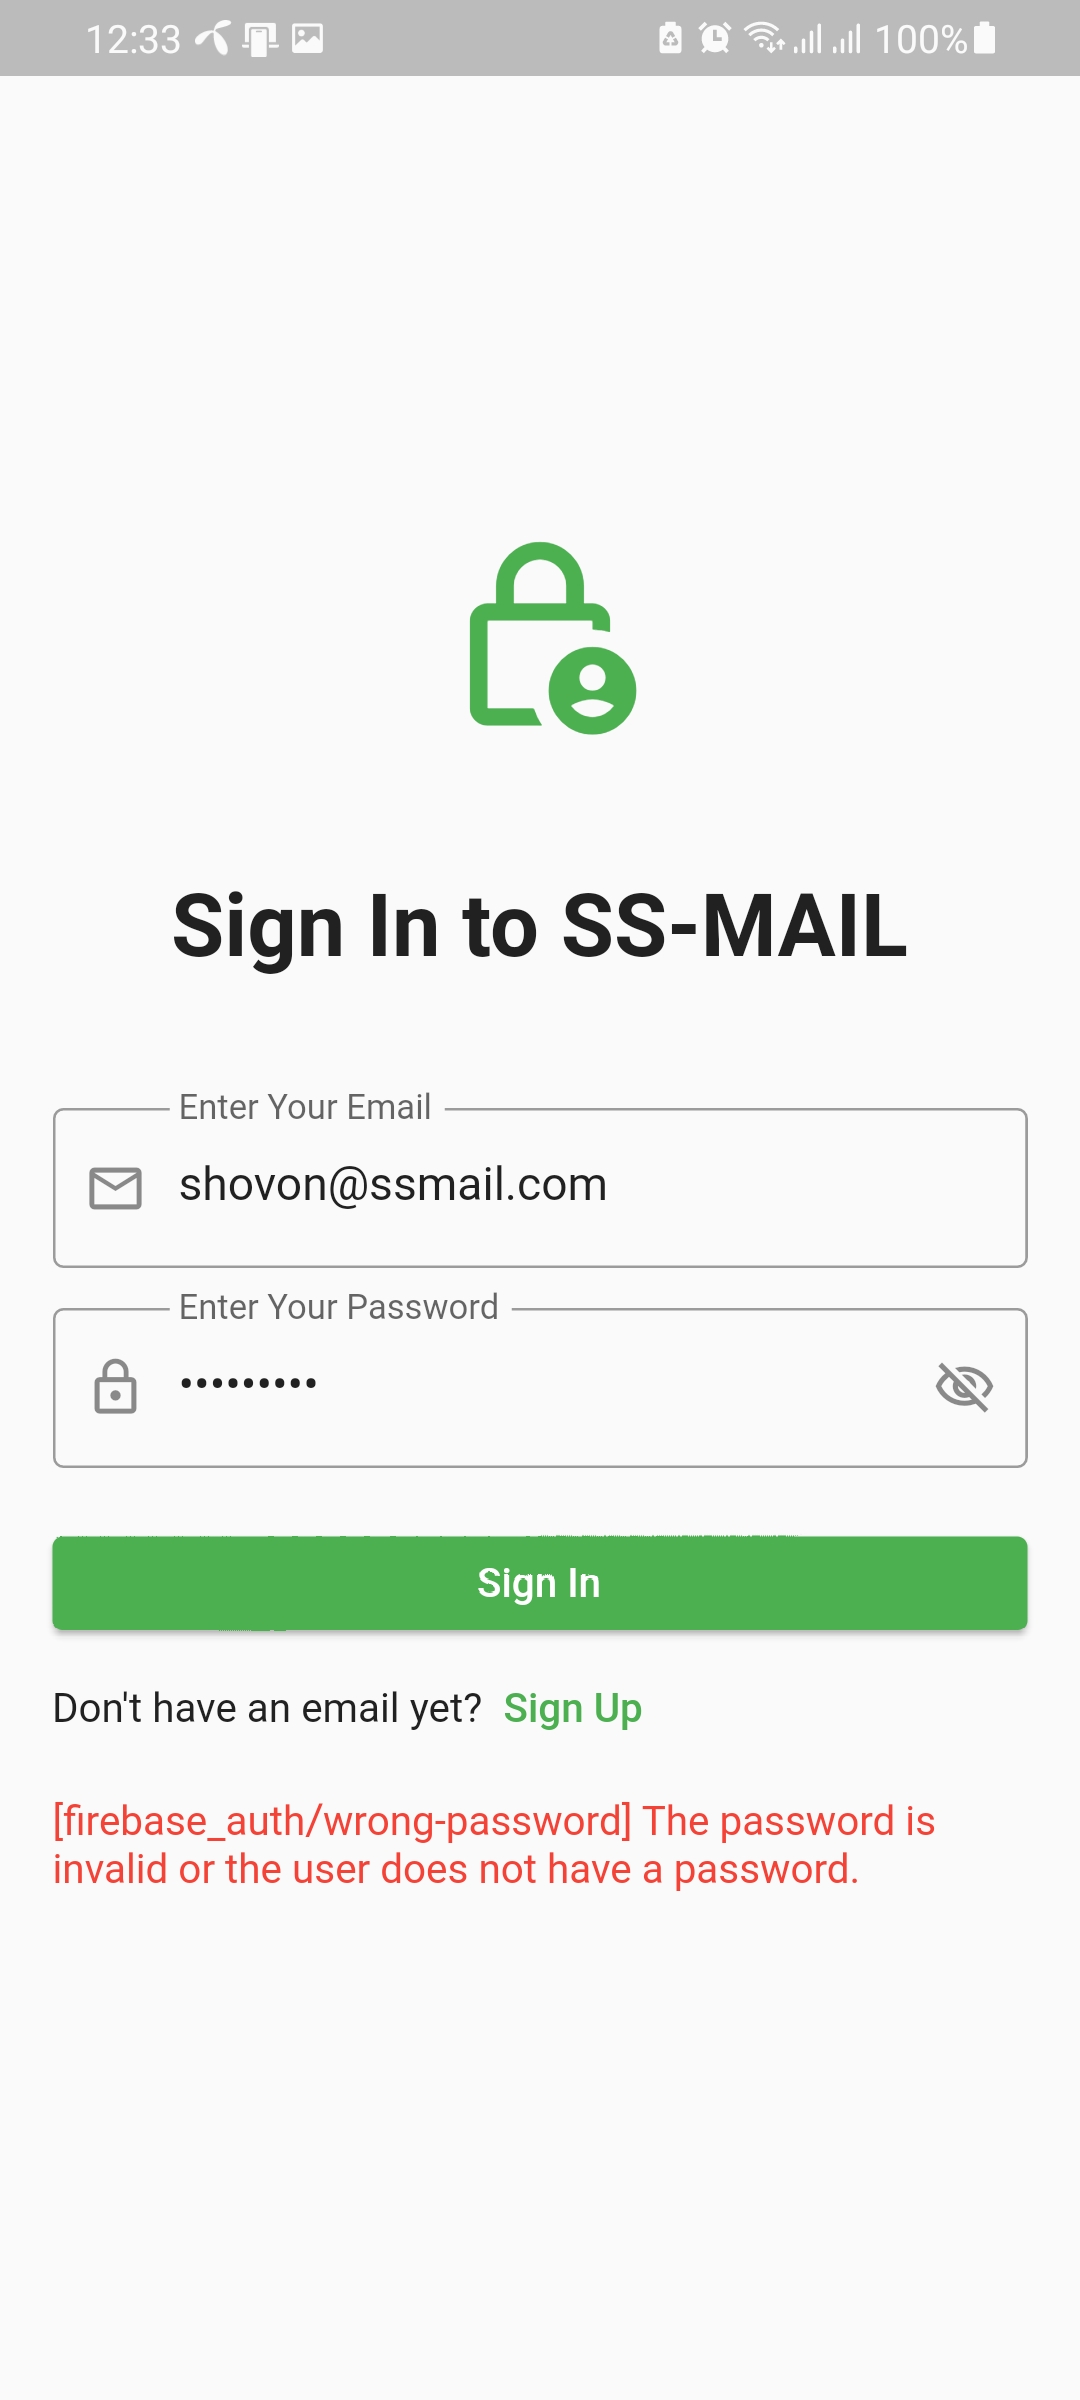 12:33
100%
Sign In to SS-MAIL
Enter Your Email
shovon@ssmail.com
Enter Your Password
•••••••••
Sign In
Don't have an email yet? Sign Up
[firebase_auth/wrong-password] The password is
invalid or the user does not have a password.